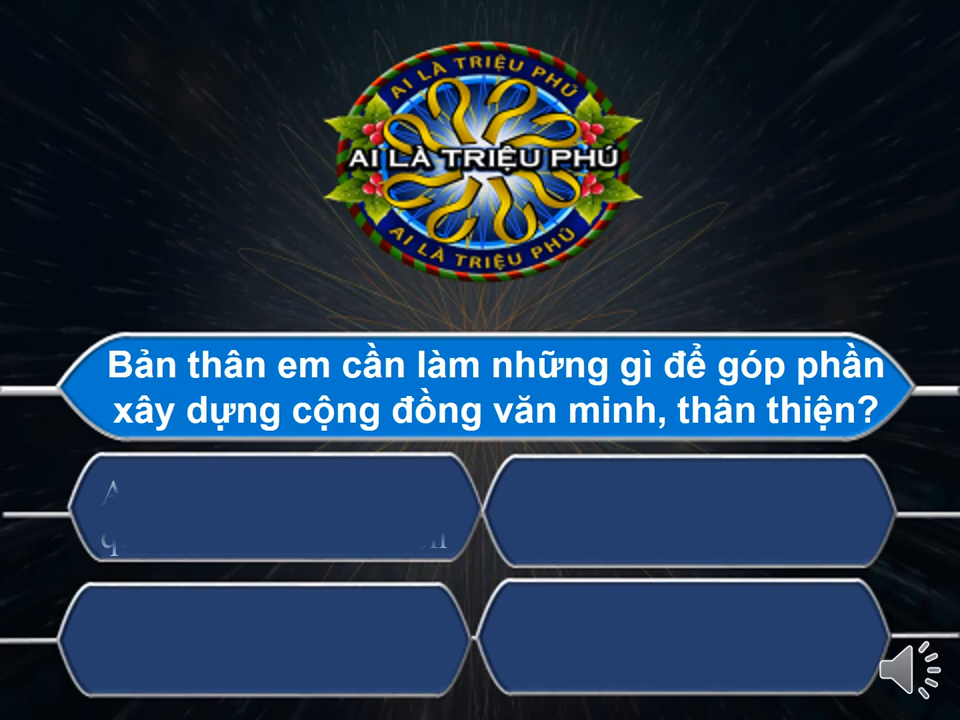 AI LÀ TRIỆU PHÚ
AI LÀ TRIỆU PHÚ
AI LÀ TRIỆU PHÚ
Bản thân em cần làm những gì để góp phần
xây dựng cộng đồng văn minh, thân thiện?